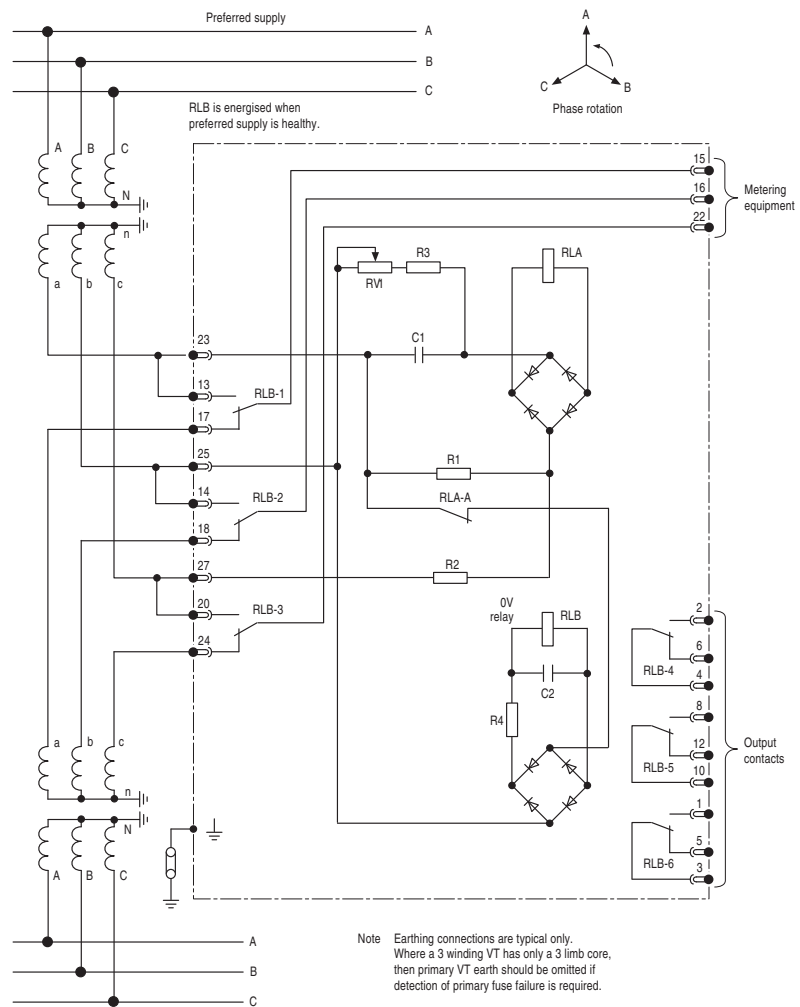 Preferred supply
A
B
C
A
C
B
Phase rotation
RLB is energised when
preferred supply is healthy.
A
B
C
N
n
a
b
c
15
16
22
Metering
equipment
RV1
R3
RLA
C1
23
13
RLB-1
17
25
R1
14
RLB-2
RLA-A
18
27
R2
20
RLB-3
24
0V
relay
RLB
C2
R4
2
6
RLB-4
4
8
12
RLB-5
10
1
5
RLB-6
3
Output
contacts
a
b
c
n
N
A
B
C
A
B
C
Note Earthing connections are typical only.
Where a 3 winding VT has only a 3 limb core,
then primary VT earth should be omitted if
detection of primary fuse failure is required.